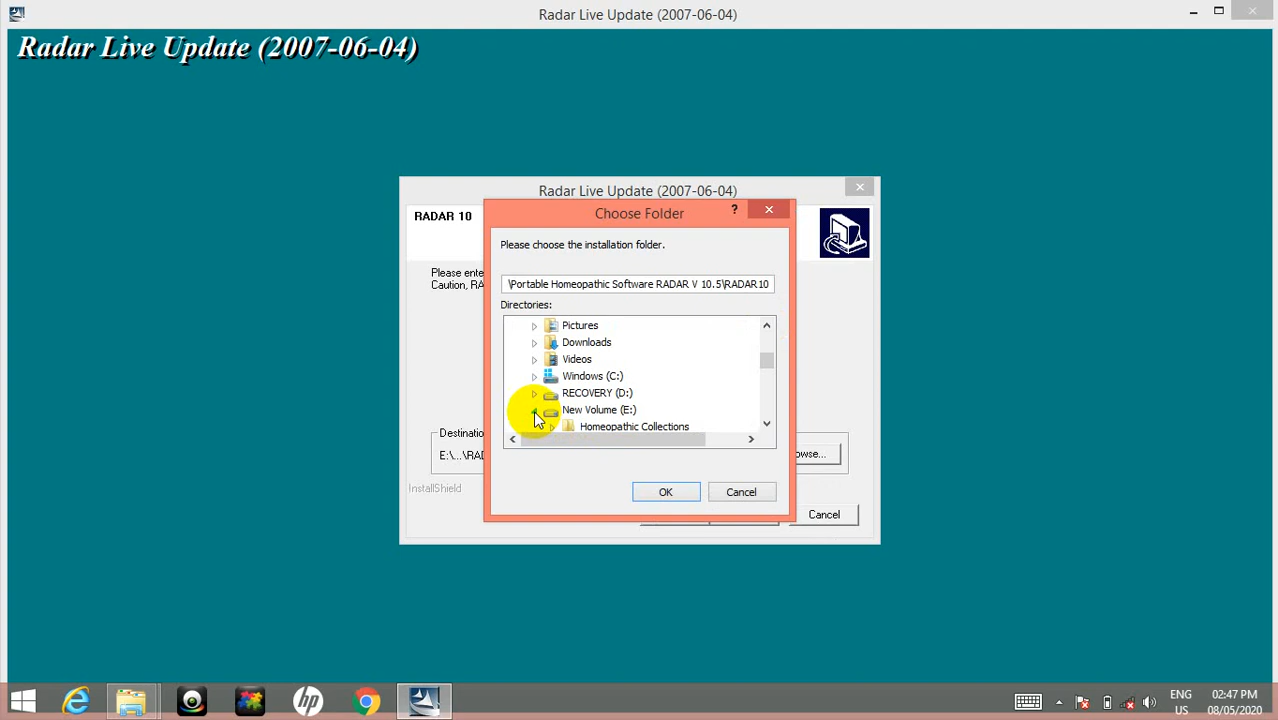 Radar Live Update (2007-06-04)
Radar Live Update (2007-06-04)
Radar Live Update (2007-06-04)
RADAR 10
Choose Folder
?
Please choose the installation folder.
Please ente
Caution, RA
\Portable Homeopathic Software RADAR V 10.5\RADAR10
Directories:
Pictures
Downloads
Videos
Windows (C:)
RECOVERY (D:)
New Volume (E:)
Homeopathic Collections
Destinatio
E:\...\RAD
owse...
InstallShield
OK
Cancel
Cancel
hp
ENG
US
02:47 PM
08/05/2020